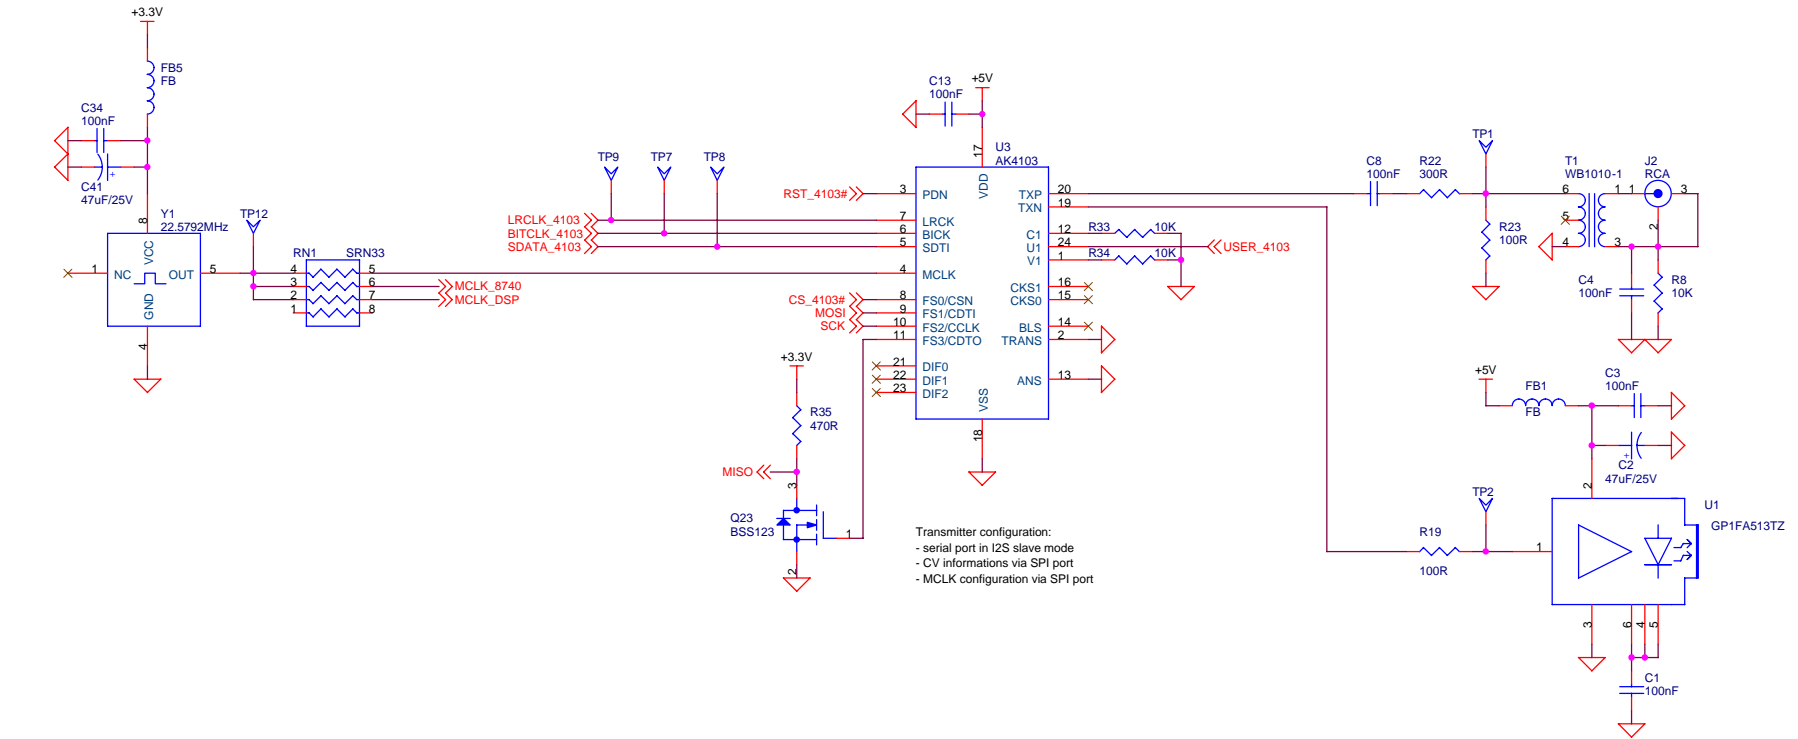 +3.3V
FB5
FB
C34
100nF
C41
47uF/25V
+
Y1
22.5792MHz
8
VCC
1
NC
OUT
5
GND
4
TP12
RN1
SRN33
4
5
3
6
2
7
1
8
MCLK_8740
MCLK_DSP
TP9
TP7
TP8
RST_4103#
LRCLK_4103
BITCLK_4103
SDATA_4103
CS_4103#
MOSI
SCK
C13
100nF
+5V
17
U3
AK4103
VDD
3
PDN
7
LRCK
6
BICK
5
SDTI
4
MCLK
8
FS0/CSN
9
FS1/CDTI
10
FS2/CCLK
11
FS3/CDTO
21
DIF0
22
DIF1
23
DIF2
TXP
20
TXN
19
C1
12
U1
24
V1
1
CKS1
16
CKS0
15
BLS
14
TRANS
2
ANS
13
VSS
18
R33
10K
R34
10K
USER_4103
+3.3V
R35
470R
MISO
3
Q23
BSS123
1
2
Transmitter configuration:
- serial port in I2S slave mode
- CV informations via SPI port
- MCLK configuration via SPI port
C8
100nF
R22
300R
TP1
R23
100R
T1
WB1010-1
6
5
4
1
3
J2
RCA
1
3
2
C4
100nF
R8
10K
+5V
FB1
FB
C3
100nF
+
C2
47uF/25V
2
TP2
R19
100R
1
U1
GP1FA513TZ
3
6
4
5
C1
100nF